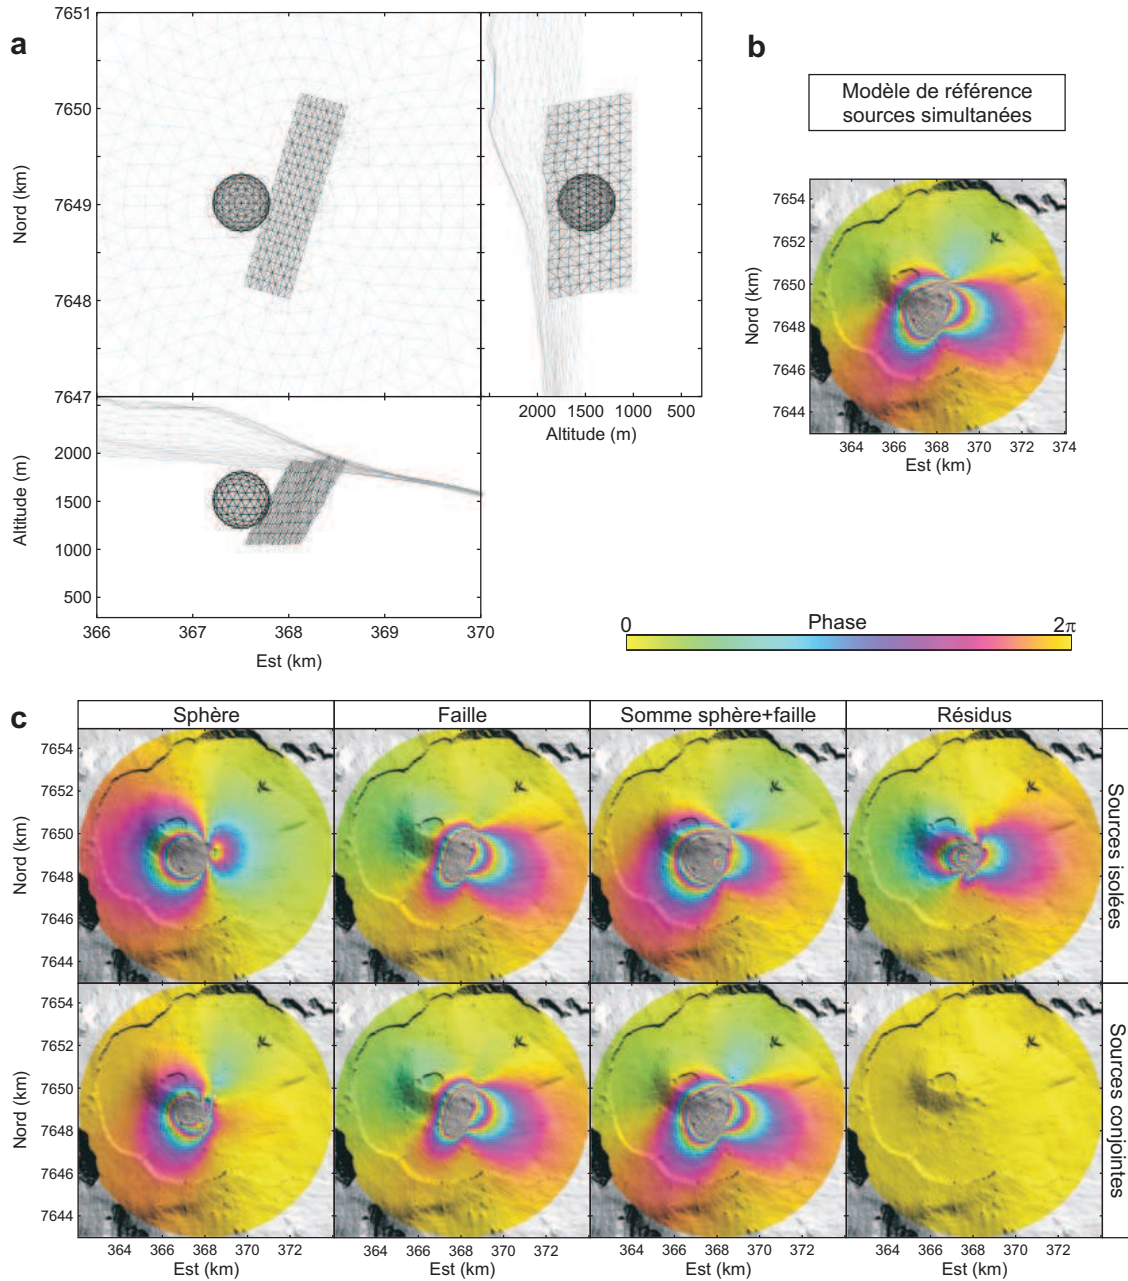 a
7651
7650
7649
7648
7647
Nord (km)
2000 1500 1000 500
Altitude (m)
2000
1500
1000
500
Altitude (m)
366 367 368 369 370
Est (km)
b
Modèle de référence
sources simultanées
7654
7652
7650
7648
7646
7644
Nord (km)
364 366 368 370 372 374
Est (km)
0 Phase 2π
c
Sphère Faille Somme sphère+faille Résidus
7654
7652
7650
7648
7646
7644
Nord (km)
Sources isolées
7654
7652
7650
7648
7646
7644
Nord (km)
Sources conjointes
364 366 368 370 372 364 366 368 370 372 364 366 368 370 372 364 366 368 370 372
Est (km) Est (km) Est (km) Est (km)